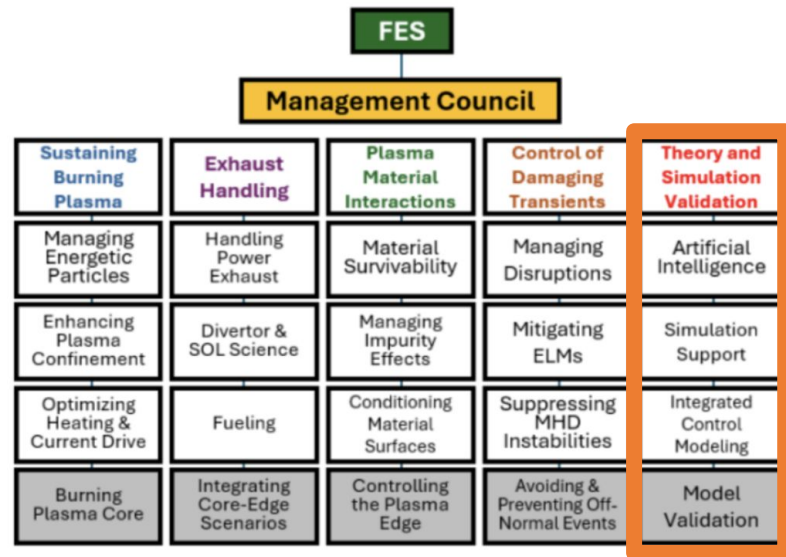 FES
Management Council
Sustaining
Burning
Plasma
Exhaust
Handling
Plasma
Material
Interactions
Control of
Damaging
Transients
Theory and
Simulation
Validation
Managing
Energetic
Particles
Handling
Power
Exhaust
Material
Survivability
Managing
Disruptions
Artificial
Intelligence
Enhancing
Plasma
Confinement
Divertor &
SOL Science
Managing
Impurity
Effects
Mitigating
ELMs
Simulation
Support
Optimizing
Heating &
Current Drive
Fueling
Conditioning
Material
Surfaces
Suppressing
MHD
Instabilities
Integrated
Control
Modeling
Burning
Plasma Core
Integrating
Core-Edge
Scenarios
Controlling
the Plasma
Edge
Avoiding &
Preventing Off-
Normal Events
Model
Validation